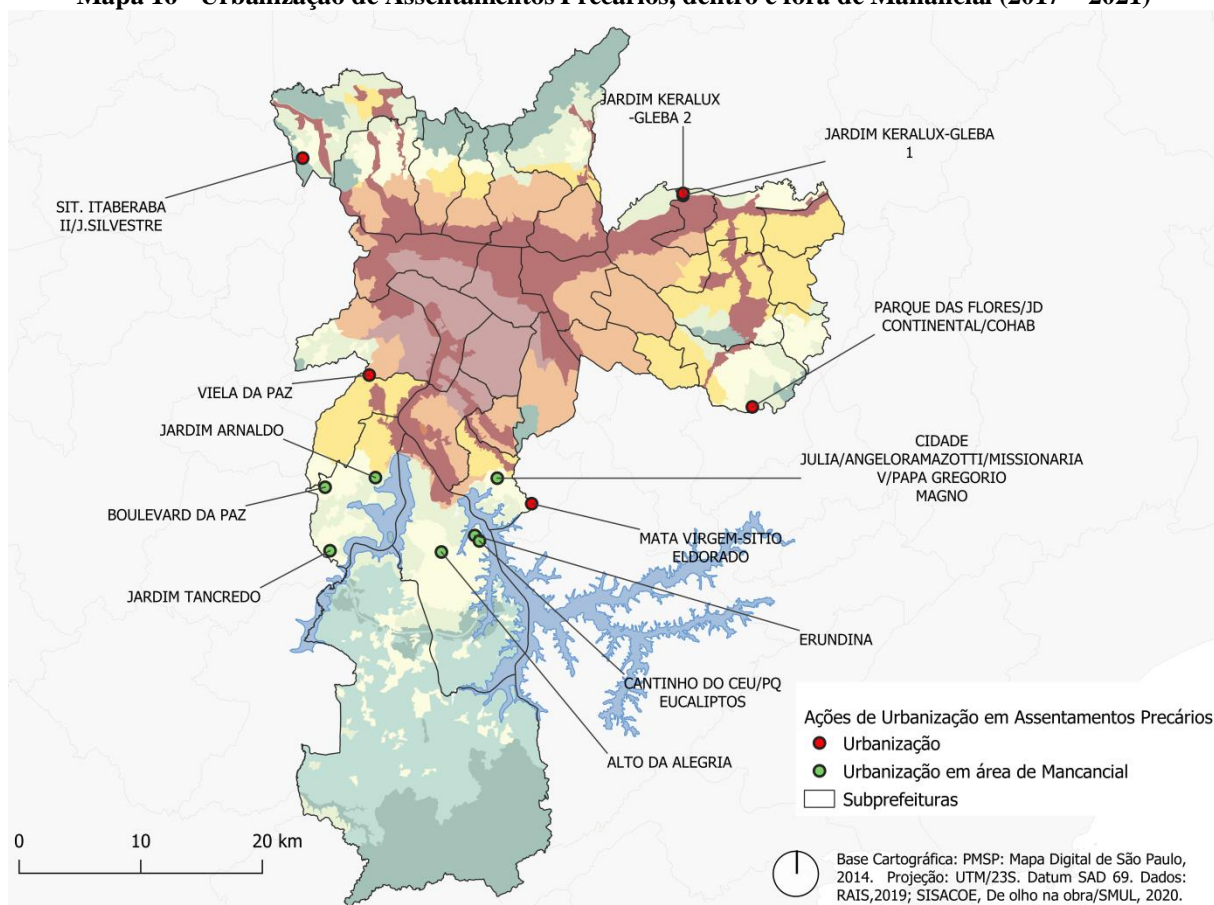 Mapa 16 - Urbanização de Assentamentos Precários, dentro e fora de Manancial (2017 – 2021)
JARDIM KERALUX
-GLEBA 2
JARDIM KERALUX-GLEBA
1
SIT. ITABERABA
II/J.SILVESTRE
PARQUE DAS FLORES/JD
CONTINENTAL/COHAB
VIELA DA PAZ
JARDIM ARNALDO
CIDADE
JULIA/ANGELORAMAZOTTI/MISSIONARIA
V/PAPA GREGORIO
MAGNO
BOULEVARD DA PAZ
MATA VIRGEM-SITIO
ELDORADO
JARDIM TANCREDO
ERUNDINA
CANTINHO DO CEU/PQ
EUCALIPTOS
ALTO DA ALEGRIA
Ações de Urbanização em Assentamentos Precários
Urbanização
Urbanização em área de Mancancial
Subprefeituras
0 10 20 km
Base Cartográfica: PMSP: Mapa Digital de São Paulo,
2014. Projeção: UTM/23S. Datum SAD 69. Dados:
RAIS,2019; SISACOE, De olho na obra/SMUL, 2020.